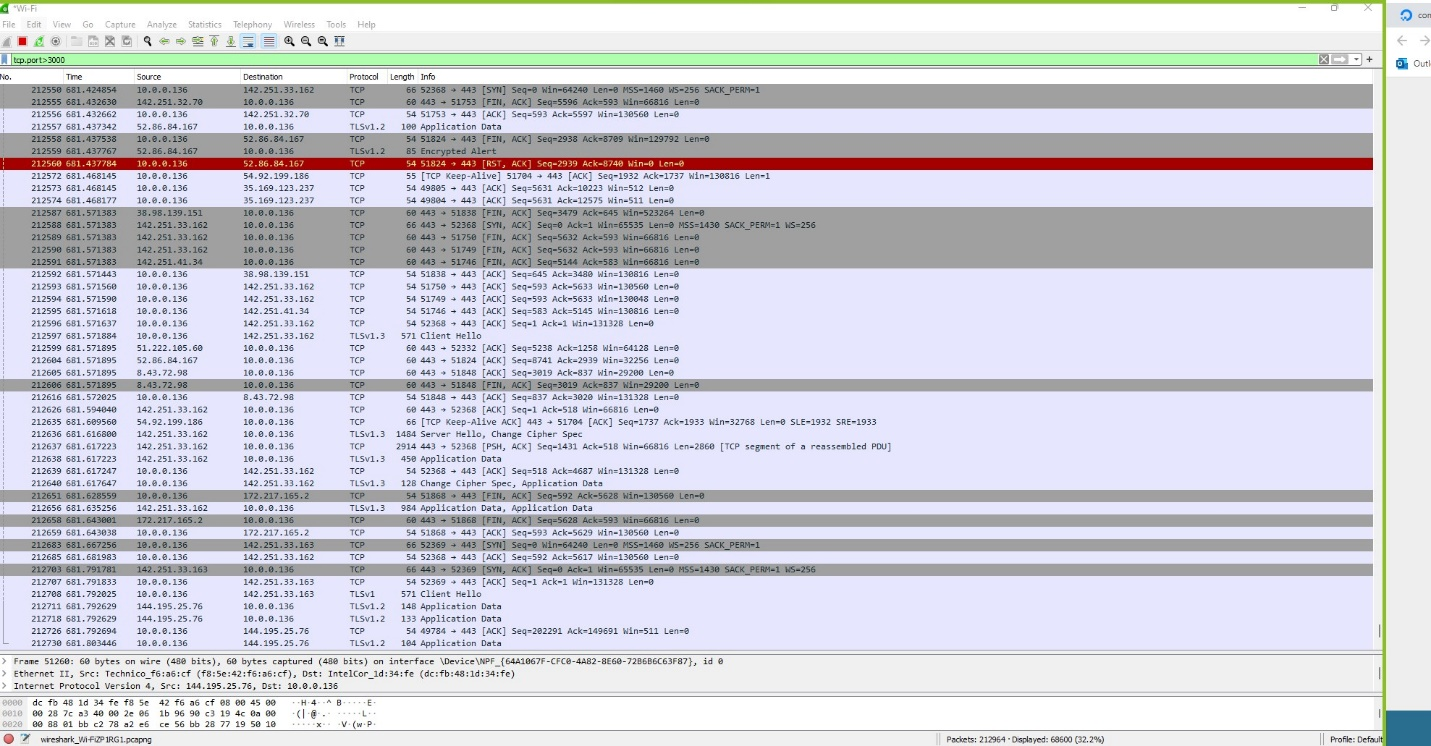 *Wi-Fi
File Edit View Go Capture Analyze Statistics Telephony Wireless Tools Help
tcp.port>3000
No. Time Source Destination Protocol Length Info
212550 681.424854 10.0.0.136 142.251.33.162 TCP 66 52368 → 443 [SYN] Seq=0 Win=64240 Len=0 MSS=1460 WS=256 SACK_PERM=1
212555 681.432630 142.251.32.70 10.0.0.136 TCP 60 443 → 51753 [FIN, ACK] Seq=5596 Ack=593 Win=66816 Len=0
212556 681.432662 10.0.0.136 142.251.32.70 TCP 54 51753 → 443 [ACK] Seq=593 Ack=5597 Win=130560 Len=0
212557 681.437342 52.86.84.167 10.0.0.136 TLSv1.2 100 Application Data
212558 681.437538 10.0.0.136 52.86.84.167 TCP 54 51824 → 443 [FIN, ACK] Seq=2938 Ack=8709 Win=129792 Len=0
212559 681.437767 52.86.84.167 10.0.0.136 TLSv1.2 85 Encrypted Alert
212560 681.437784 10.0.0.136 52.86.84.167 TCP 54 51824 → 443 [RST, ACK] Seq=2939 Ack=8740 Win=0 Len=0
212572 681.468145 10.0.0.136 54.92.199.186 TCP 55 [TCP Keep-Alive] 51704 → 443 [ACK] Seq=1932 Ack=1737 Win=130816 Len=1
212573 681.468145 10.0.0.136 35.169.123.237 TCP 54 49805 → 443 [ACK] Seq=5631 Ack=10223 Win=512 Len=0
212574 681.468177 10.0.0.136 35.169.123.237 TCP 54 49804 → 443 [ACK] Seq=5631 Ack=12575 Win=511 Len=0
212587 681.571383 38.98.139.151 10.0.0.136 TCP 60 443 → 51838 [FIN, ACK] Seq=3479 Ack=645 Win=523264 Len=0
212588 681.571383 142.251.33.162 10.0.0.136 TCP 66 443 → 52368 [SYN, ACK] Seq=0 Ack=1 Win=65535 Len=0 MSS=1430 SACK_PERM=1 WS=256
212589 681.571383 142.251.33.162 10.0.0.136 TCP 60 443 → 51750 [FIN, ACK] Seq=5632 Ack=593 Win=66816 Len=0
212590 681.571383 142.251.33.162 10.0.0.136 TCP 60 443 → 51749 [FIN, ACK] Seq=5632 Ack=593 Win=66816 Len=0
212591 681.571383 142.251.41.34 10.0.0.136 TCP 60 443 → 51746 [FIN, ACK] Seq=5144 Ack=583 Win=66816 Len=0
212592 681.571443 10.0.0.136 38.98.139.151 TCP 54 51838 → 443 [ACK] Seq=645 Ack=3480 Win=130816 Len=0
212593 681.571560 10.0.0.136 142.251.33.162 TCP 54 51750 → 443 [ACK] Seq=593 Ack=5633 Win=130560 Len=0
212594 681.571590 10.0.0.136 142.251.33.162 TCP 54 51749 → 443 [ACK] Seq=593 Ack=5633 Win=130048 Len=0
212595 681.571618 10.0.0.136 142.251.41.34 TCP 54 51746 → 443 [ACK] Seq=583 Ack=5145 Win=130816 Len=0
212596 681.571637 10.0.0.136 142.251.33.162 TCP 54 52368 → 443 [ACK] Seq=1 Ack=1 Win=131328 Len=0
212597 681.571884 10.0.0.136 142.251.33.162 TLSv1.3 571 Client Hello
212599 681.571895 51.222.105.60 10.0.0.136 TCP 60 443 → 52332 [ACK] Seq=5238 Ack=1258 Win=64128 Len=0
212604 681.571895 52.86.84.167 10.0.0.136 TCP 60 443 → 51824 [ACK] Seq=8741 Ack=2939 Win=32256 Len=0
212605 681.571895 8.43.72.98 10.0.0.136 TCP 60 443 → 51848 [ACK] Seq=3019 Ack=837 Win=29200 Len=0
212606 681.571895 8.43.72.98 10.0.0.136 TCP 60 443 → 51848 [FIN, ACK] Seq=3019 Ack=837 Win=29200 Len=0
212616 681.572025 10.0.0.136 8.43.72.98 TCP 54 51848 → 443 [ACK] Seq=837 Ack=3020 Win=131328 Len=0
212626 681.594040 142.251.33.162 10.0.0.136 TCP 60 443 → 52368 [ACK] Seq=1 Ack=518 Win=66816 Len=0
212635 681.609560 54.92.199.186 10.0.0.136 TCP 66 [TCP Keep-Alive ACK] 443 → 51704 [ACK] Seq=1737 Ack=1933 Win=32768 Len=0 SLE=1932 SRE=1933
212636 681.616800 142.251.33.162 10.0.0.136 TLSv1.3 1484 Server Hello, Change Cipher Spec
212637 681.617223 142.251.33.162 10.0.0.136 TCP 2914 443 → 52368 [PSH, ACK] Seq=1431 Ack=518 Win=66816 Len=2860 [TCP segment of a reassembled PDU]
212638 681.617223 142.251.33.162 10.0.0.136 TLSv1.3 450 Application Data
212639 681.617247 10.0.0.136 142.251.33.162 TCP 54 52368 → 443 [ACK] Seq=518 Ack=4687 Win=131328 Len=0
212640 681.617647 10.0.0.136 142.251.33.162 TLSv1.3 128 Change Cipher Spec, Application Data
212651 681.628559 10.0.0.136 172.217.165.2 TCP 54 51868 → 443 [FIN, ACK] Seq=592 Ack=5628 Win=130560 Len=0
212656 681.635256 142.251.33.162 10.0.0.136 TLSv1.3 984 Application Data, Application Data
212658 681.643001 172.217.165.2 10.0.0.136 TCP 60 443 → 51868 [FIN, ACK] Seq=5628 Ack=593 Win=66816 Len=0
212659 681.643038 10.0.0.136 172.217.165.2 TCP 54 51868 → 443 [ACK] Seq=593 Ack=5629 Win=130560 Len=0
212683 681.667256 10.0.0.136 142.251.33.163 TCP 66 52369 → 443 [SYN] Seq=0 Win=64240 Len=0 MSS=1460 WS=256 SACK_PERM=1
212685 681.681983 10.0.0.136 142.251.33.162 TCP 54 52368 → 443 [ACK] Seq=592 Ack=5617 Win=130560 Len=0
212703 681.791781 142.251.33.163 10.0.0.136 TCP 66 443 → 52369 [SYN, ACK] Seq=0 Ack=1 Win=65535 Len=0 MSS=1430 SACK_PERM=1 WS=256
212707 681.791833 10.0.0.136 142.251.33.163 TCP 54 52369 → 443 [ACK] Seq=1 Ack=1 Win=131328 Len=0
212708 681.792025 10.0.0.136 142.251.33.163 TLSv1 571 Client Hello
212711 681.792629 144.195.25.76 10.0.0.136 TLSv1.2 148 Application Data
212718 681.792629 144.195.25.76 10.0.0.136 TLSv1.2 133 Application Data
212726 681.792694 10.0.0.136 144.195.25.76 TCP 54 49784 → 443 [ACK] Seq=202291 Ack=149691 Win=511 Len=0
212730 681.803446 10.0.0.136 144.195.25.76 TLSv1.2 104 Application Data
Frame 51260: 60 bytes on wire (480 bits), 60 bytes captured (480 bits) on interface \Device\NPF_{64A1067F-CFC0-4A82-8E60-72B6B6C63F87}, id 0
Ethernet II, Src: Technico_f6:a6:cf (f8:5e:42:f6:a6:cf), Dst: IntelCor_1d:34:fe (dc:fb:48:1d:34:fe)
Internet Protocol Version 4, Src: 144.195.25.76, Dst: 10.0.0.136
0000 dc fb 48 1d 34 fe f8 5e 42 f6 a6 cf 08 00 45 00 ··H·4··^ B·····E·
0010 00 28 7c a3 40 00 2e 06 1b 96 90 c3 19 4c 0a 00 ·(|·@·.· ·····L··
0020 00 88 01 bb c2 78 a2 e6 ce 56 bb 28 77 19 50 10 ·····x·· ·V·(w·P·
wireshark_Wi-FiZP1RG1.pcapng
Packets: 212964 · Displayed: 68600 (32.2%)
Profile: Default
con
Outl